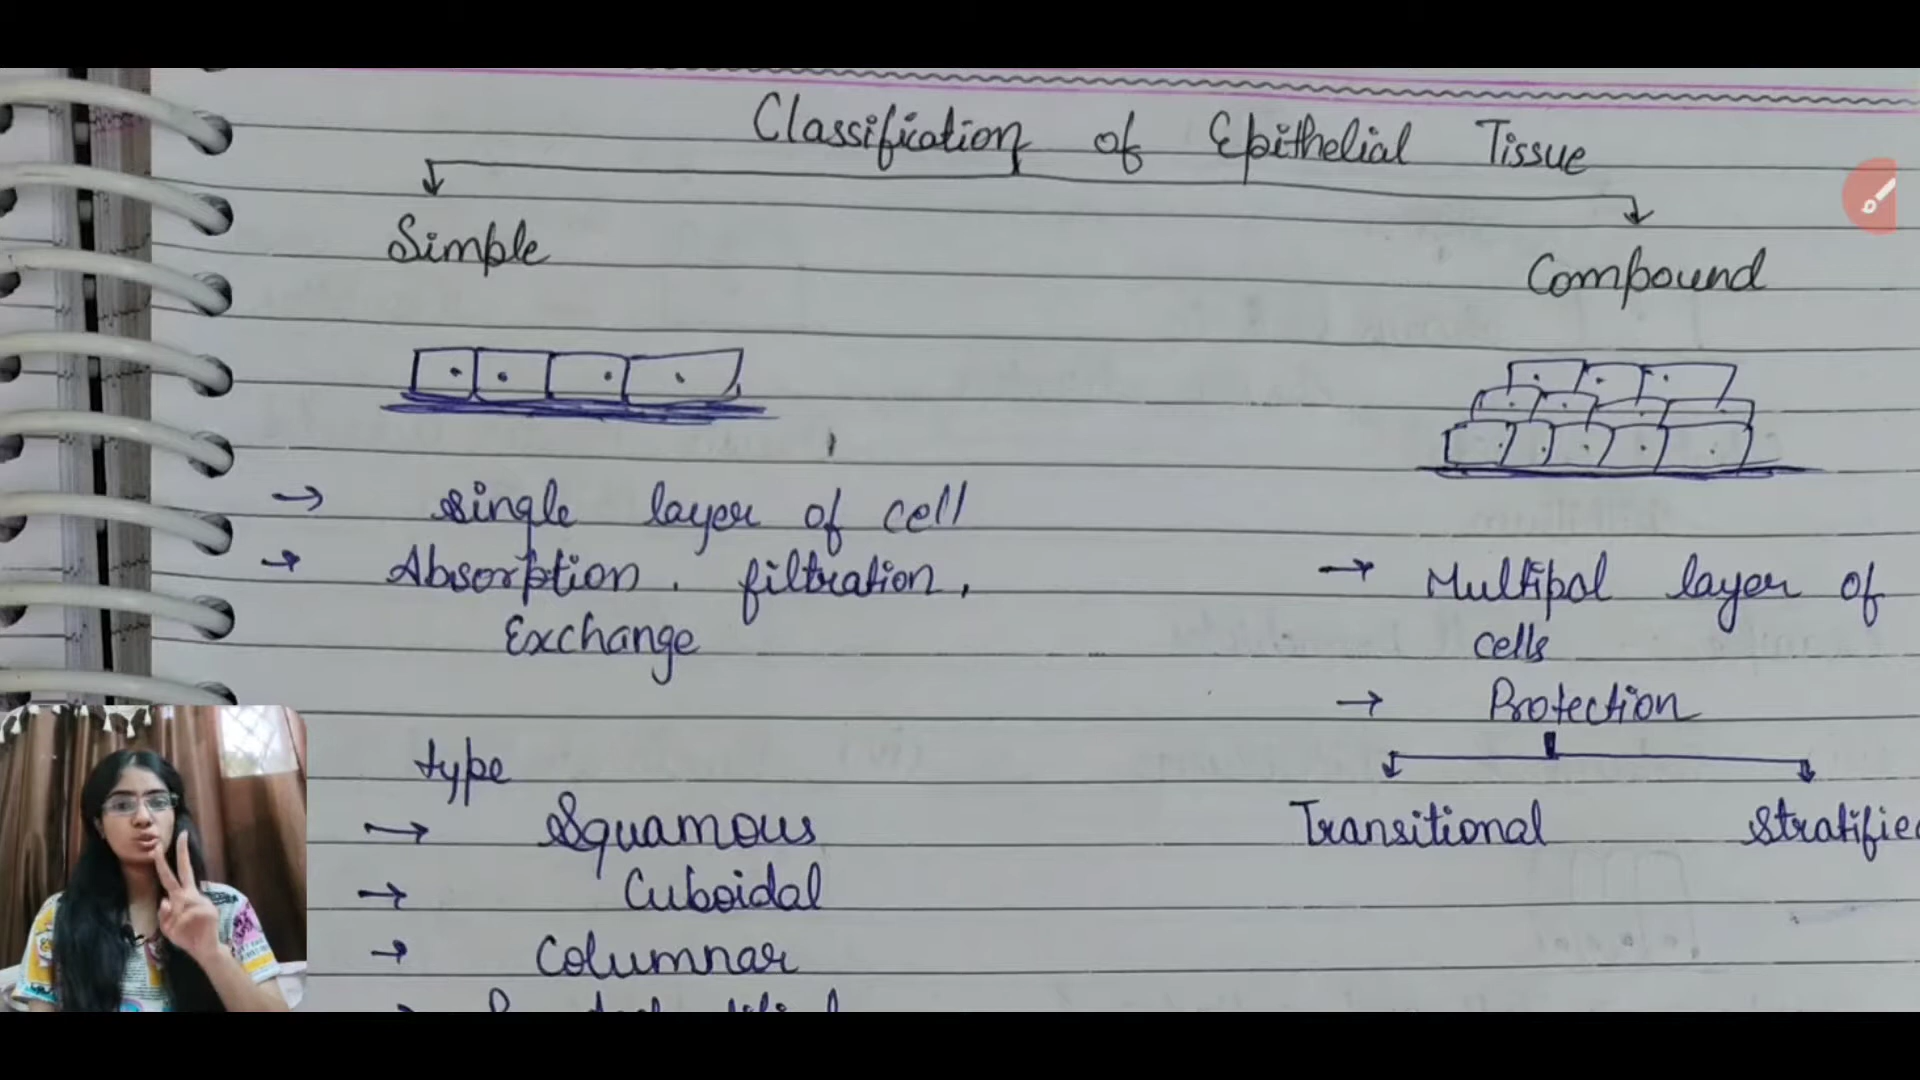 Classification of Epithelial Tissue
Simple
Compound
single layer of cell
Absorption, filtration,
Exchange
Multipol layer of
cells
Protection
type
Transitional
Squamous
Cuboidal
Columnar